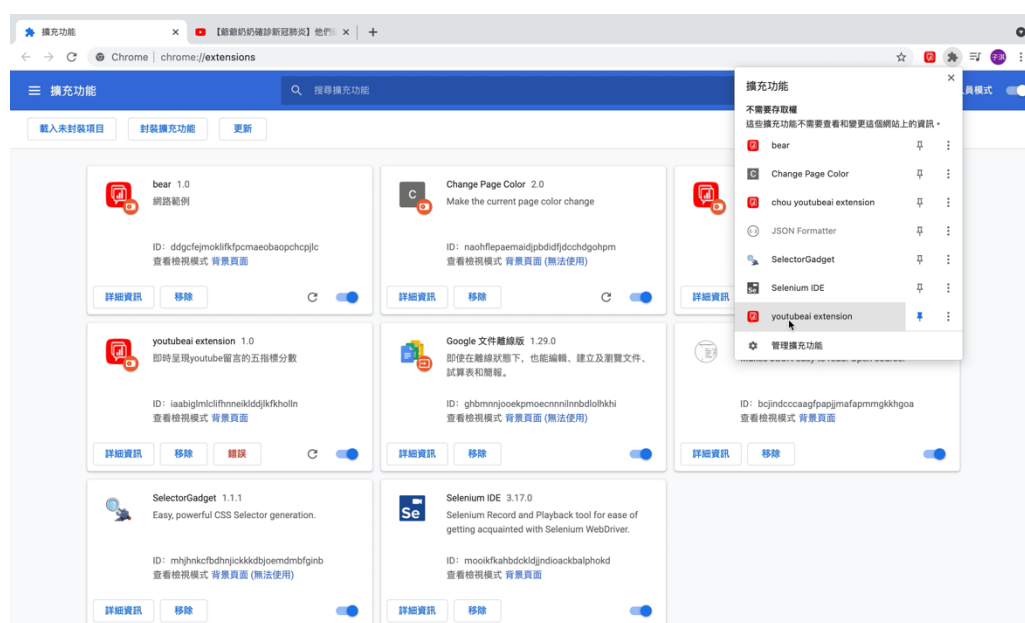 擴充功能
【爺爺奶奶確診新冠肺炎】他們
Chrome | chrome://extensions
擴充功能
搜尋擴充功能
員模式
載入未封裝項目
封裝擴充功能
更新
擴充功能
不需要存取權
這些擴充功能不需要查看和變更這個網站上的資訊。
bear
Change Page Color
chou youtubeai extension
JSON Formatter
SelectorGadget
Selenium IDE
youtubeai extension
管理擴充功能
bear 1.0
網路範例
ID: ddgcfejmoklifkfpcmaeobaopchcpjlc
查看檢視模式 背景頁面
詳細資訊
移除
Change Page Color 2.0
Make the current page color change
ID: naohflepaemaidjpbdidfjdcchdgohpm
查看檢視模式 背景頁面 (無法使用)
詳細資訊
移除
詳細資訊
youtubeai extension 1.0
即時呈現youtube留言的五指標分數
ID: iaabiglmlclifhnneiklddjlkfkholln
查看檢視模式 背景頁面
詳細資訊
移除
錯誤
Google 文件離線版 1.29.0
即使在離線狀態下，也能編輯、建立及瀏覽文件、
試算表和簡報。
ID: ghbmnnjooekpmoecnnnilnnbdlolhkhi
查看檢視模式 背景頁面 (無法使用)
詳細資訊
移除
ID: bcjindcccaagfpapjjmafapmmgkkhgoa
查看檢視模式 背景頁面
詳細資訊
移除
SelectorGadget 1.1.1
Easy, powerful CSS Selector generation.
ID: mhjhnkcfbdhnjickkkdbjoemdmbfginb
查看檢視模式 背景頁面 (無法使用)
詳細資訊
移除
Se
Selenium IDE 3.17.0
Selenium Record and Playback tool for ease of
getting acquainted with Selenium WebDriver.
ID: mooikfkahbdckldjjndioackbalphokd
查看檢視模式 背景頁面
詳細資訊
移除